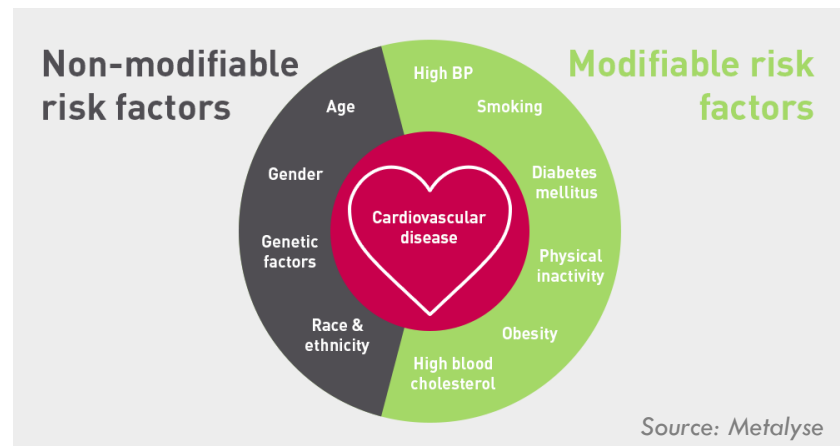 Non-modifiable
risk factors
Modifiable risk
factors
High BP
Smoking
Diabetes
mellitus
Physical
inactivity
Obesity
High blood
cholesterol
Age
Gender
Genetic
factors
Race &
ethnicity
Cardiovascular
disease
Source: Metalyse